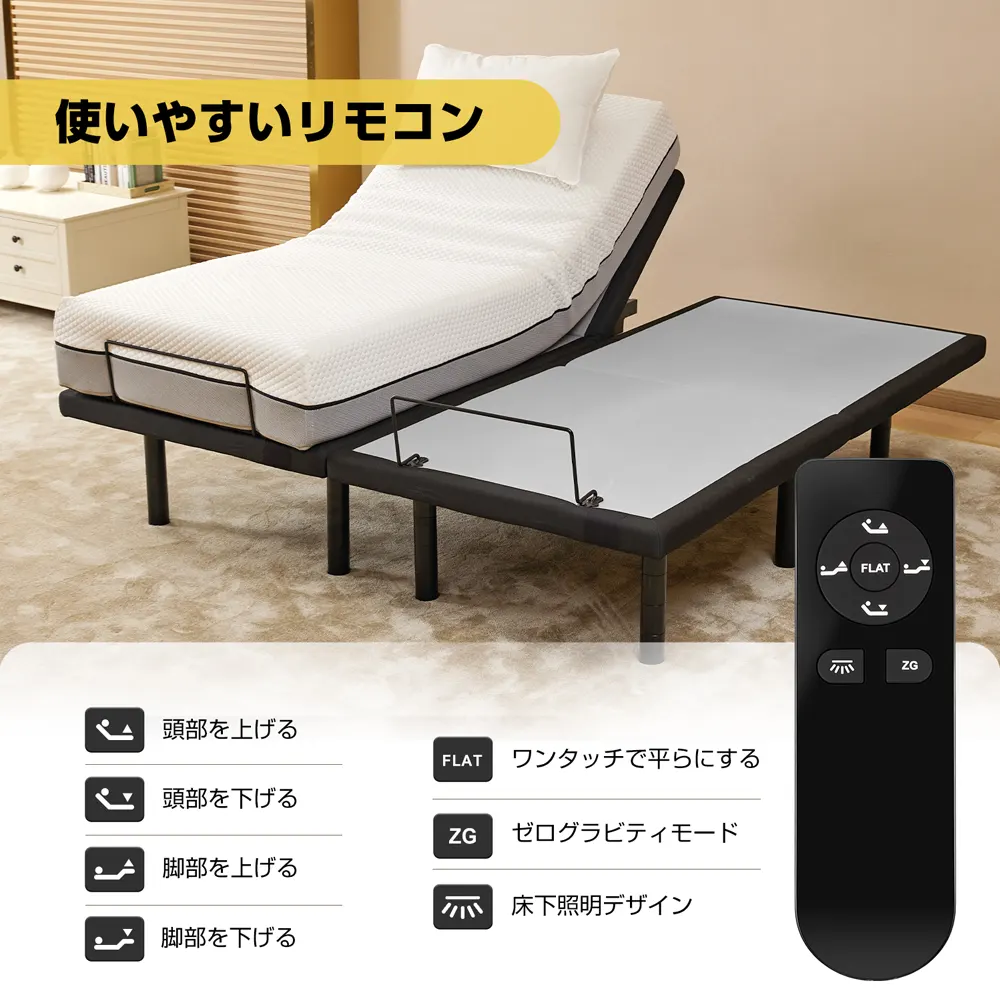 使いやすいリモコン
FLAT
ZG
頭部を上げる
頭部を下げる
脚部を上げる
脚部を下げる
FLAT ワンタッチで平らにする
ZG ゼログラビティモード
床下照明デザイン